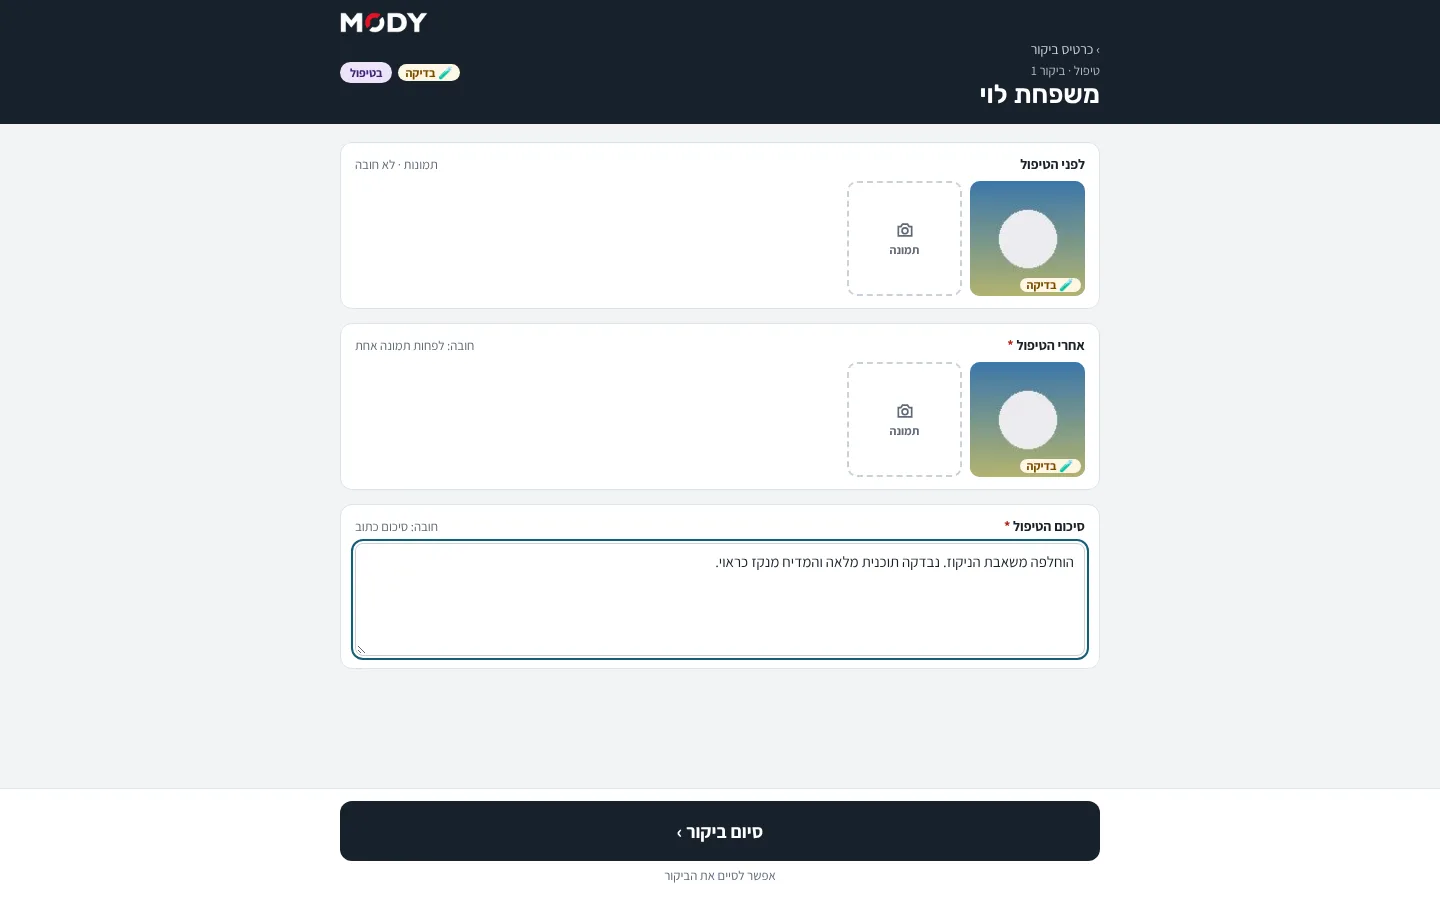 MODY
‹ כרטיס ביקור
טיפול · ביקור 1
משפחת לוי
🧪 בדיקה
בטיפול
לפני הטיפול
תמונות · לא חובה
🧪 בדיקה
תמונה
אחרי הטיפול *
חובה: לפחות תמונה אחת
🧪 בדיקה
תמונה
סיכום הטיפול *
חובה: סיכום כתוב
הוחלפה משאבת הניקוז. נבדקה תוכנית מלאה והמדיח מנקז כראוי.
סיום ביקור ›
אפשר לסיים את הביקור